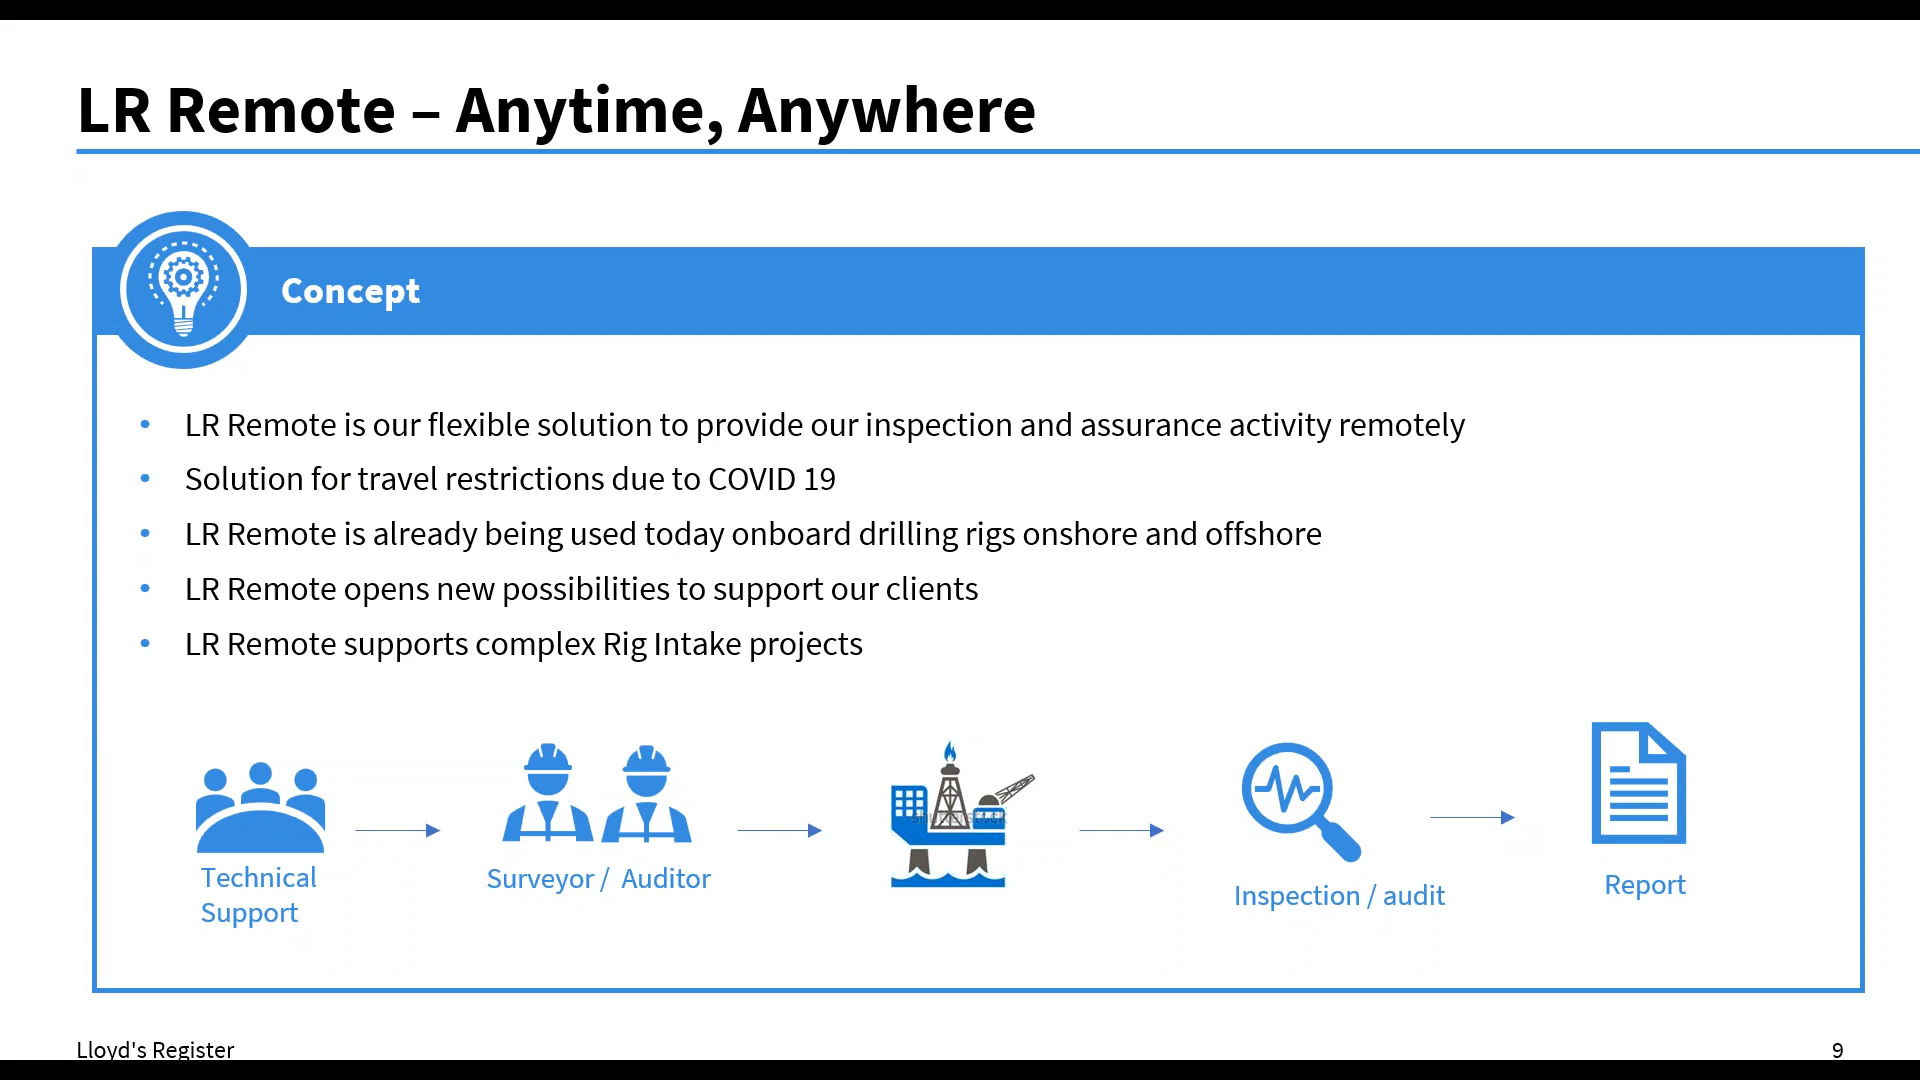 LR Remote – Anytime, Anywhere
Concept
• LR Remote is our flexible solution to provide our inspection and assurance activity remotely
• Solution for travel restrictions due to COVID 19
• LR Remote is already being used today onboard drilling rigs onshore and offshore
• LR Remote opens new possibilities to support our clients
• LR Remote supports complex Rig Intake projects
Technical
Support
Surveyor / Auditor
shutterstock
Inspection / audit
Report
Lloyd's Register
9